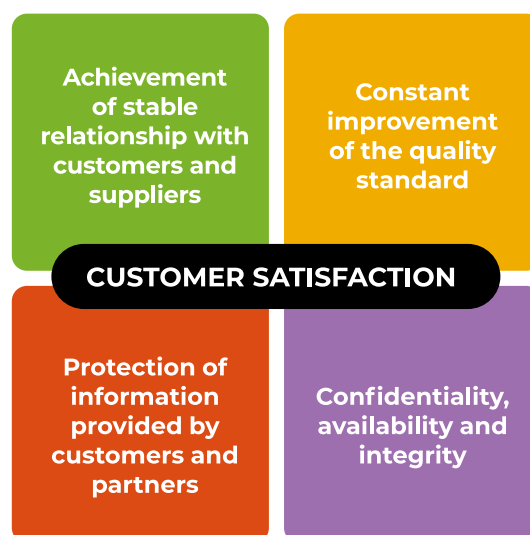 Achievement
of stable
relationship with
customers and
suppliers
Constant
improvement
of the quality
standard
CUSTOMER SATISFACTION
Protection of
information
provided by
customers and
partners
Confidentiality,
availability and
integrity